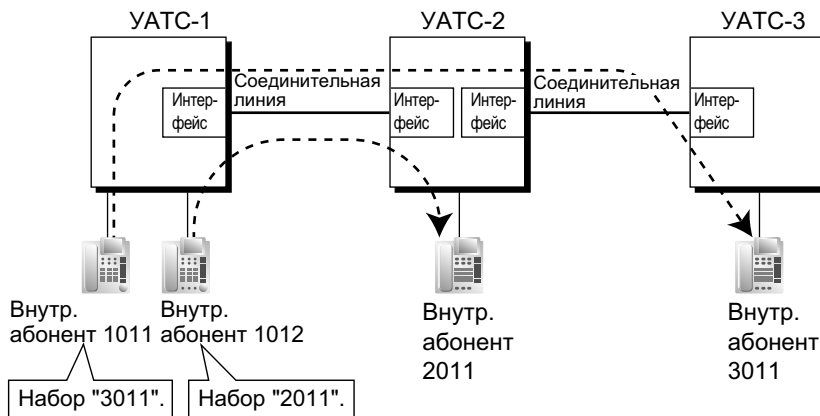 УАТС-1
УАТС-2
УАТС-3
Соединительная
линия
Соединительная
линия
Интер-
фейс
Интер-
фейс
Интер-
фейс
Интер-
фейс
Внутр.
абонент 1011
Внутр.
абонент 1012
Внутр.
абонент
2011
Внутр.
абонент
3011
Набор "3011".
Набор "2011".